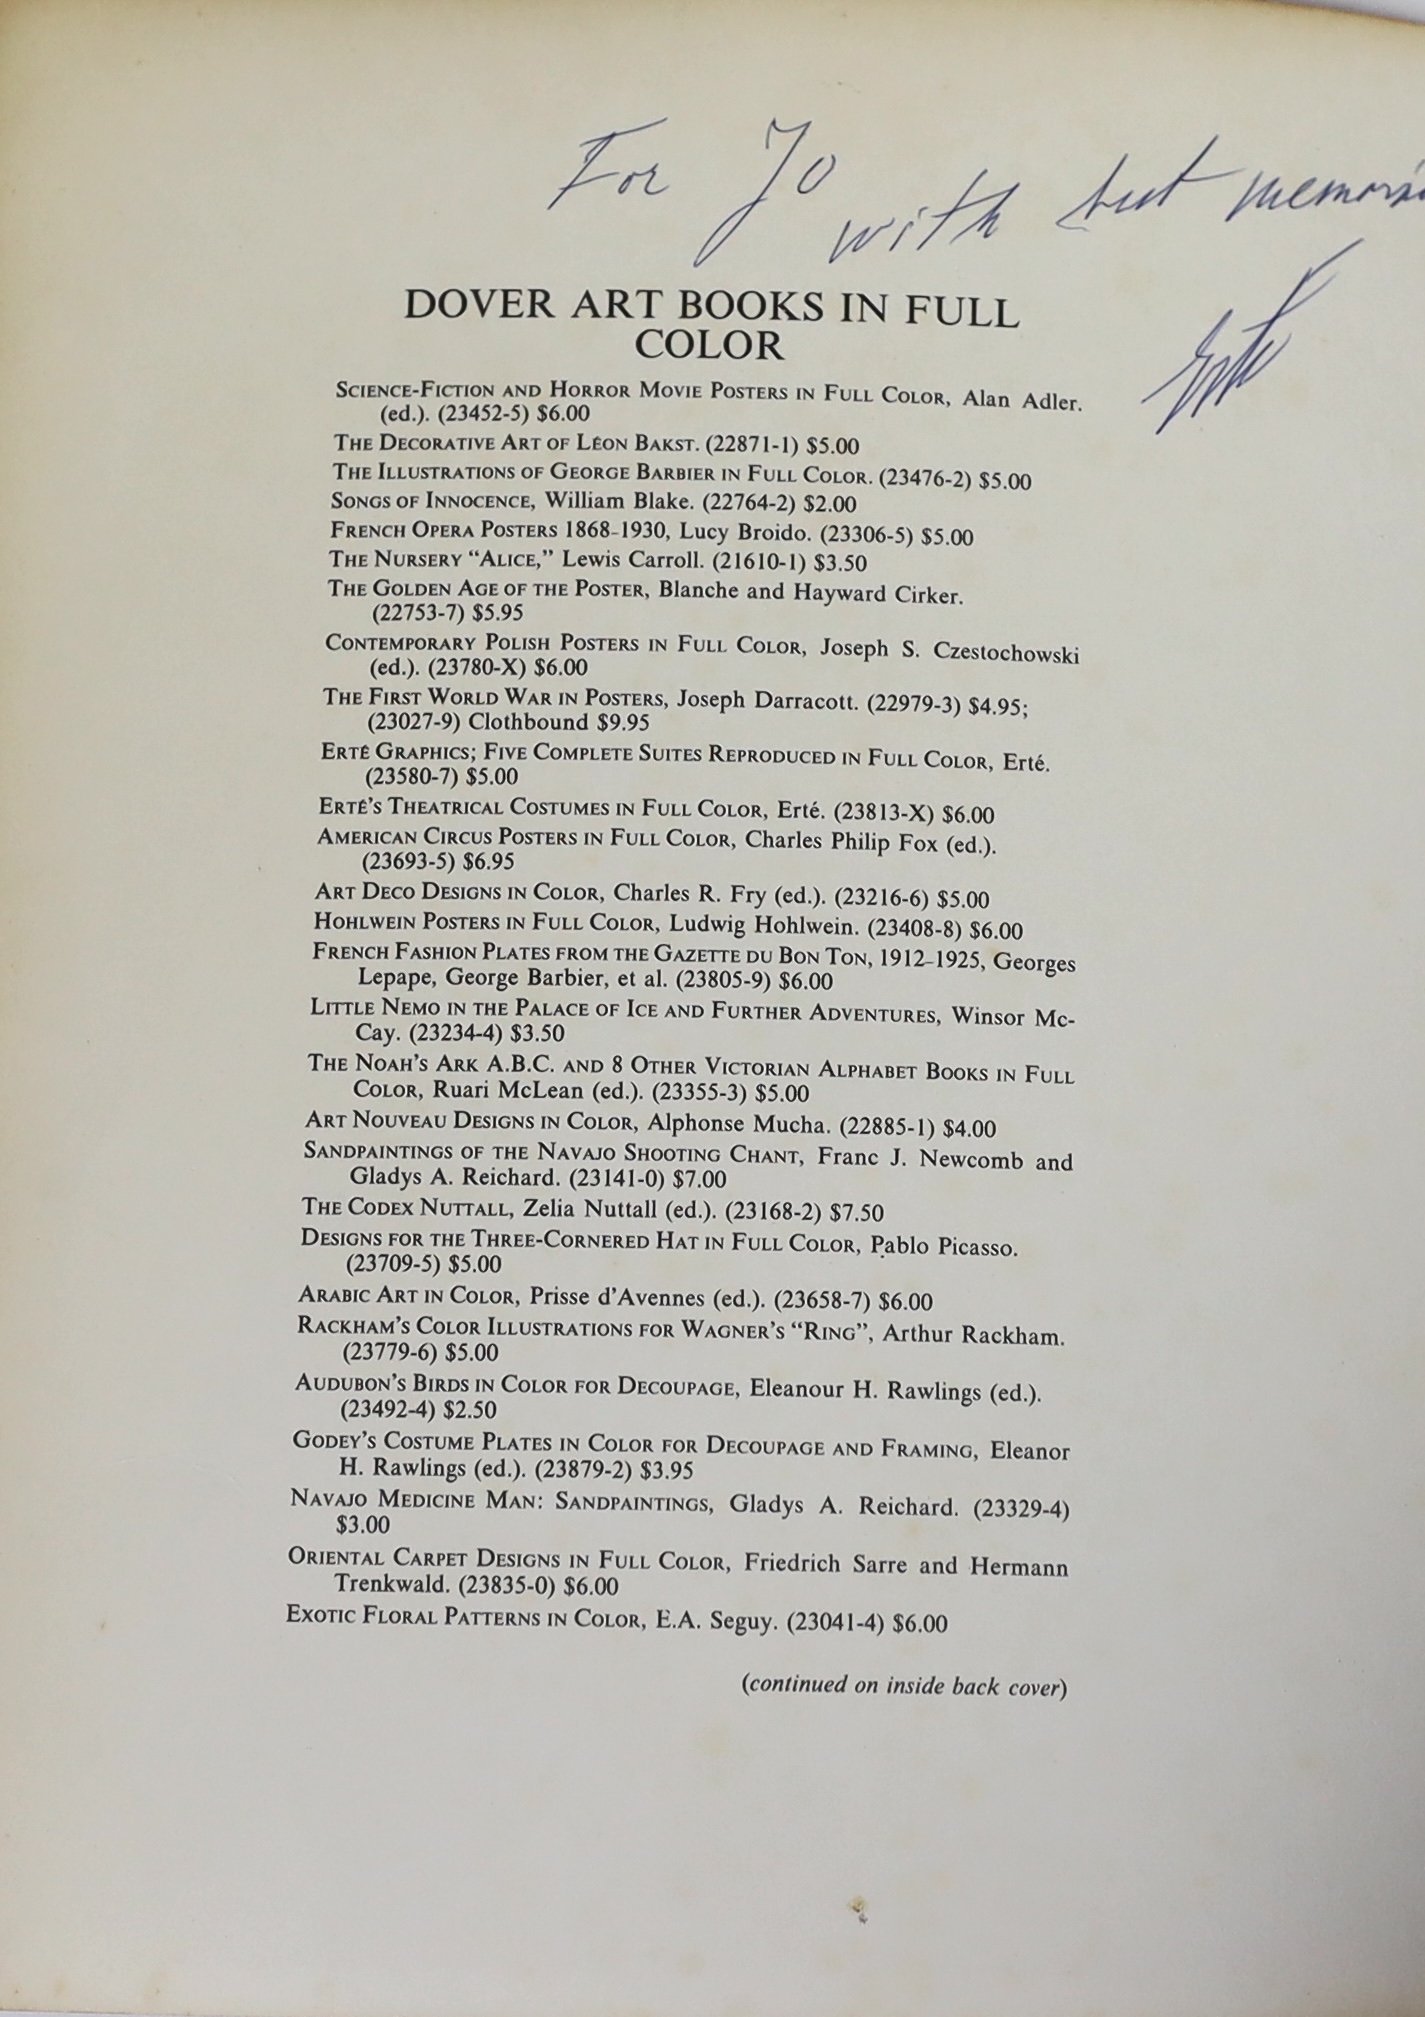 For Jo
with best memori
Erté
DOVER ART BOOKS IN FULL
COLOR
SCIENCE-FICTION AND HORROR MOVIE POSTERS IN FULL COLOR, Alan Adler.
(ed.). (23452-5) $6.00
THE DECORATIVE ART OF LÉON BAKST. (22871-1) $5.00
THE ILLUSTRATIONS OF GEORGE BARBIER IN FULL COLOR. (23476-2) $5.00
SONGS OF INNOCENCE, William Blake. (22764-2) $2.00
FRENCH OPERA POSTERS 1868-1930, Lucy Broido. (23306-5) $5.00
THE NURSERY “ALICE,” Lewis Carroll. (21610-1) $3.50
THE GOLDEN AGE OF THE POSTER, Blanche and Hayward Cirker.
(22753-7) $5.95
CONTEMPORARY POLISH POSTERS IN FULL COLOR, Joseph S. Czestochowski
(ed.). (23780-X) $6.00
THE FIRST WORLD WAR IN POSTERS, Joseph Darracott. (22979-3) $4.95;
(23027-9) Clothbound $9.95
ERTÉ GRAPHICS; FIVE COMPLETE SUITES REPRODUCED IN FULL COLOR, Erté.
(23580-7) $5.00
ERTÉ’S THEATRICAL COSTUMES IN FULL COLOR, Erté. (23813-X) $6.00
AMERICAN CIRCUS POSTERS IN FULL COLOR, Charles Philip Fox (ed.).
(23693-5) $6.95
ART DECO DESIGNS IN COLOR, Charles R. Fry (ed.). (23216-6) $5.00
HOHLWEIN POSTERS IN FULL COLOR, Ludwig Hohlwein. (23408-8) $6.00
FRENCH FASHION PLATES FROM THE GAZETTE DU BON TON, 1912-1925, Georges
Lepape, George Barbier, et al. (23805-9) $6.00
LITTLE NEMO IN THE PALACE OF ICE AND FURTHER ADVENTURES, Winsor Mc-
Cay. (23234-4) $3.50
THE NOAH’S ARK A.B.C. AND 8 OTHER VICTORIAN ALPHABET BOOKS IN FULL
COLOR, Ruari McLean (ed.). (23355-3) $5.00
ART NOUVEAU DESIGNS IN COLOR, Alphonse Mucha. (22885-1) $4.00
SANDPAINTINGS OF THE NAVAJO SHOOTING CHANT, Franc J. Newcomb and
Gladys A. Reichard. (23141-0) $7.00
THE CODEX NUTTALL, Zelia Nuttall (ed.). (23168-2) $7.50
DESIGNS FOR THE THREE-CORNERED HAT IN FULL COLOR, Pablo Picasso.
(23709-5) $5.00
ARABIC ART IN COLOR, Prisse d’Avennes (ed.). (23658-7) $6.00
RACKHAM’S COLOR ILLUSTRATIONS FOR WAGNER’S “RING”, Arthur Rackham.
(23779-6) $5.00
AUDUBON’S BIRDS IN COLOR FOR DECOUPAGE, Eleanour H. Rawlings (ed.).
(23492-4) $2.50
GODEY’S COSTUME PLATES IN COLOR FOR DECOUPAGE AND FRAMING, Eleanor
H. Rawlings (ed.). (23879-2) $3.95
NAVAJO MEDICINE MAN: SANDPAINTINGS, Gladys A. Reichard. (23329-4)
$3.00
ORIENTAL CARPET DESIGNS IN FULL COLOR, Friedrich Sarre and Hermann
Trenkwald. (23835-0) $6.00
EXOTIC FLORAL PATTERNS IN COLOR, E.A. Seguy. (23041-4) $6.00
(continued on inside back cover)